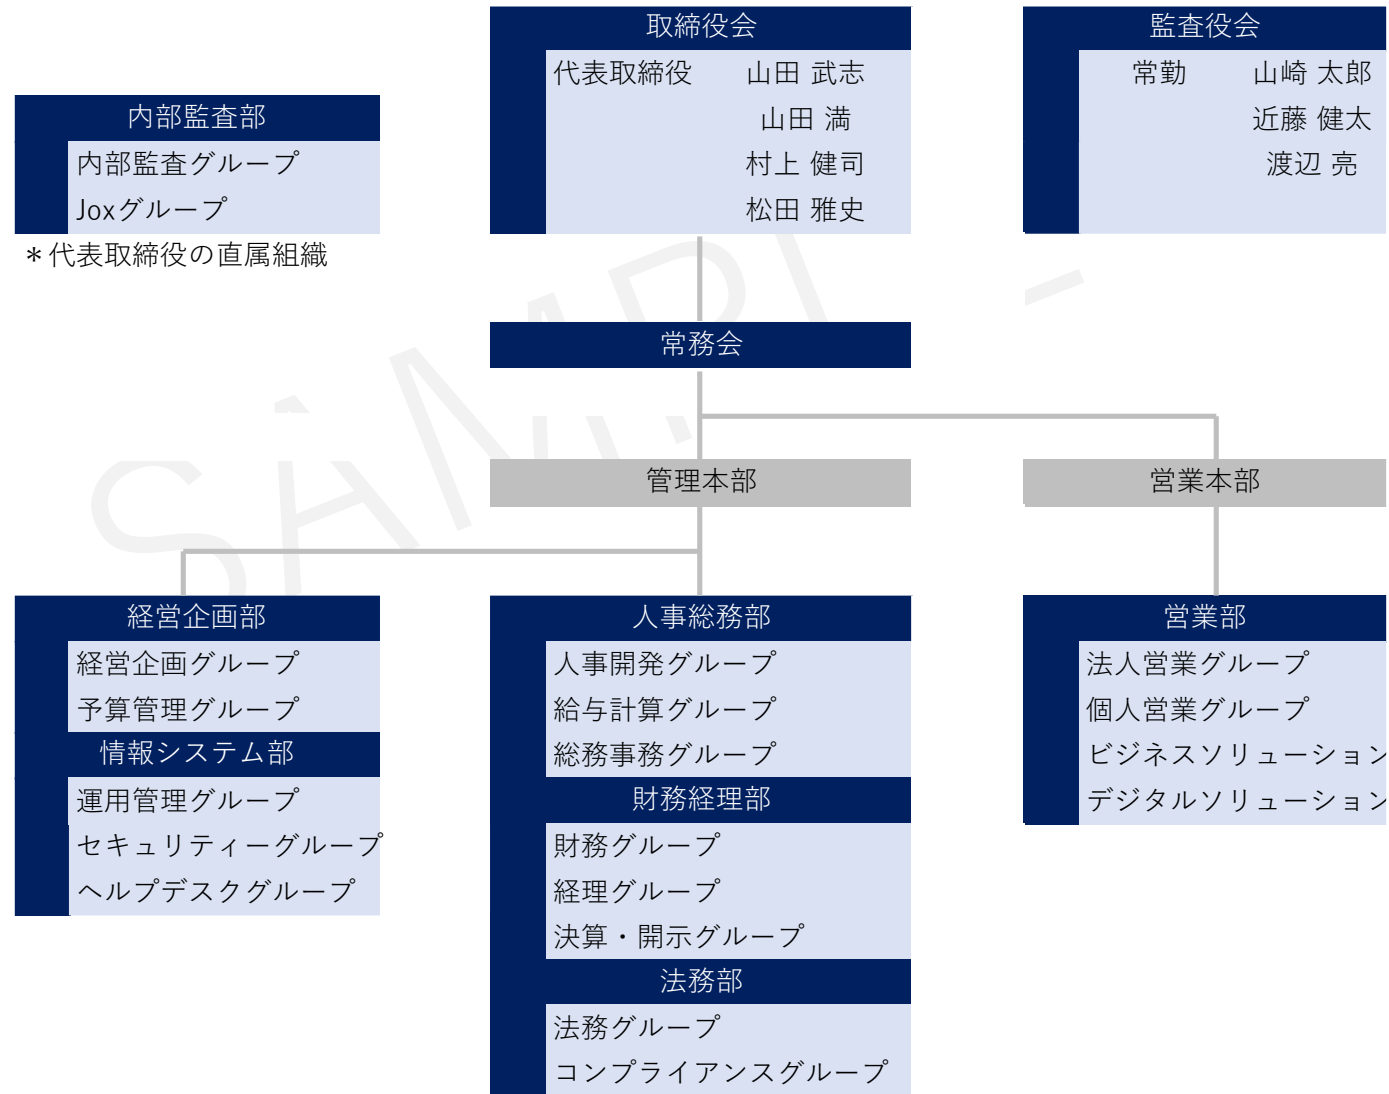 取締役会
代表取締役 山田 武志
山田 満
村上 健司
松田 雅史
監査役会
常勤 山崎 太郎
近藤 健太
渡辺 亮
内部監査部
内部監査グループ
Joxグループ
＊代表取締役の直属組織
常務会
管理本部
営業本部
経営企画部
経営企画グループ
予算管理グループ
情報システム部
運用管理グループ
セキュリティーグループ
ヘルプデスクグループ
人事総務部
人事開発グループ
給与計算グループ
総務事務グループ
財務経理部
財務グループ
経理グループ
決算・開示グループ
法務部
法務グループ
コンプライアンスグループ
営業部
法人営業グループ
個人営業グループ
ビジネスソリューション
デジタルソリューション